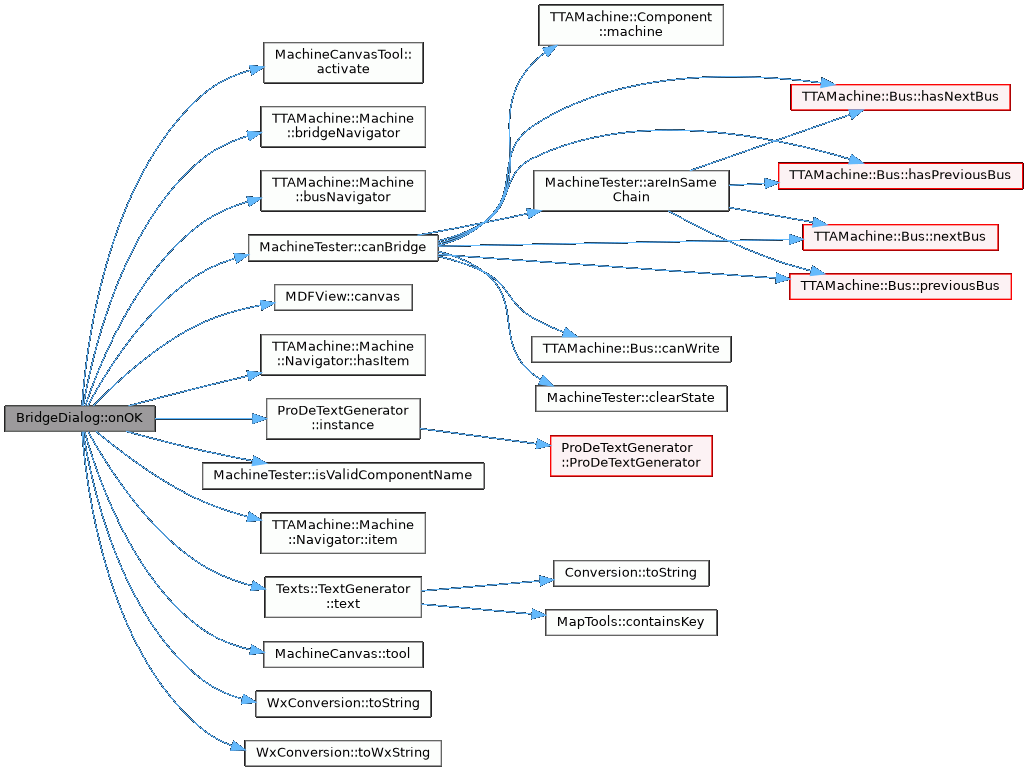 BridgeDialog::onOK
MachineCanvasTool::
activate
TTAMachine::Machine
::bridgeNavigator
TTAMachine::Machine
::busNavigator
MachineTester::canBridge
MDFView::canvas
TTAMachine::Machine
::Navigator::hasItem
ProDeTextGenerator
::instance
MachineTester::isValidComponentName
TTAMachine::Machine
::Navigator::item
Texts::TextGenerator
::text
MachineCanvas::tool
WxConversion::toString
WxConversion::toWxString
TTAMachine::Component
::machine
MachineTester::areInSame
Chain
TTAMachine::Bus::canWrite
MachineTester::clearState
ProDeTextGenerator
::ProDeTextGenerator
Conversion::toString
MapTools::containsKey
TTAMachine::Bus::hasNextBus
TTAMachine::Bus::hasPreviousBus
TTAMachine::Bus::nextBus
TTAMachine::Bus::previousBus